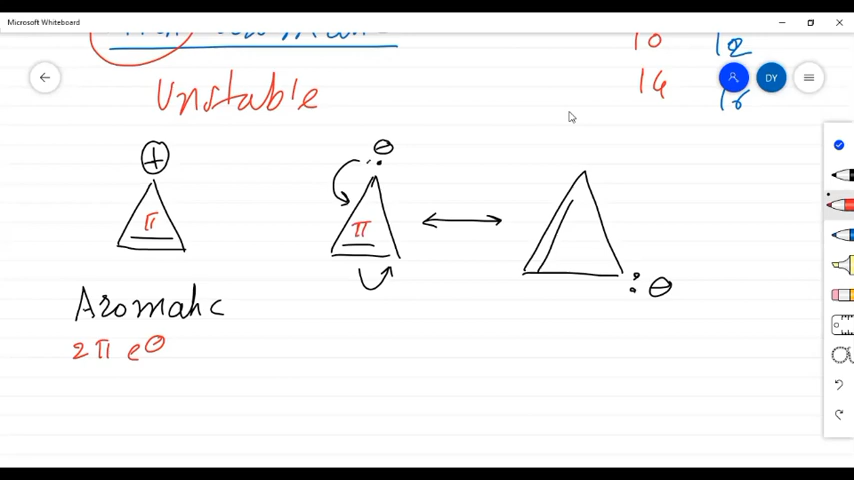 Microsoft Whiteboard
10 12
Unstable
14
16
DY
+
π
⊖
π
⊖
Aromatic
2π e⊖